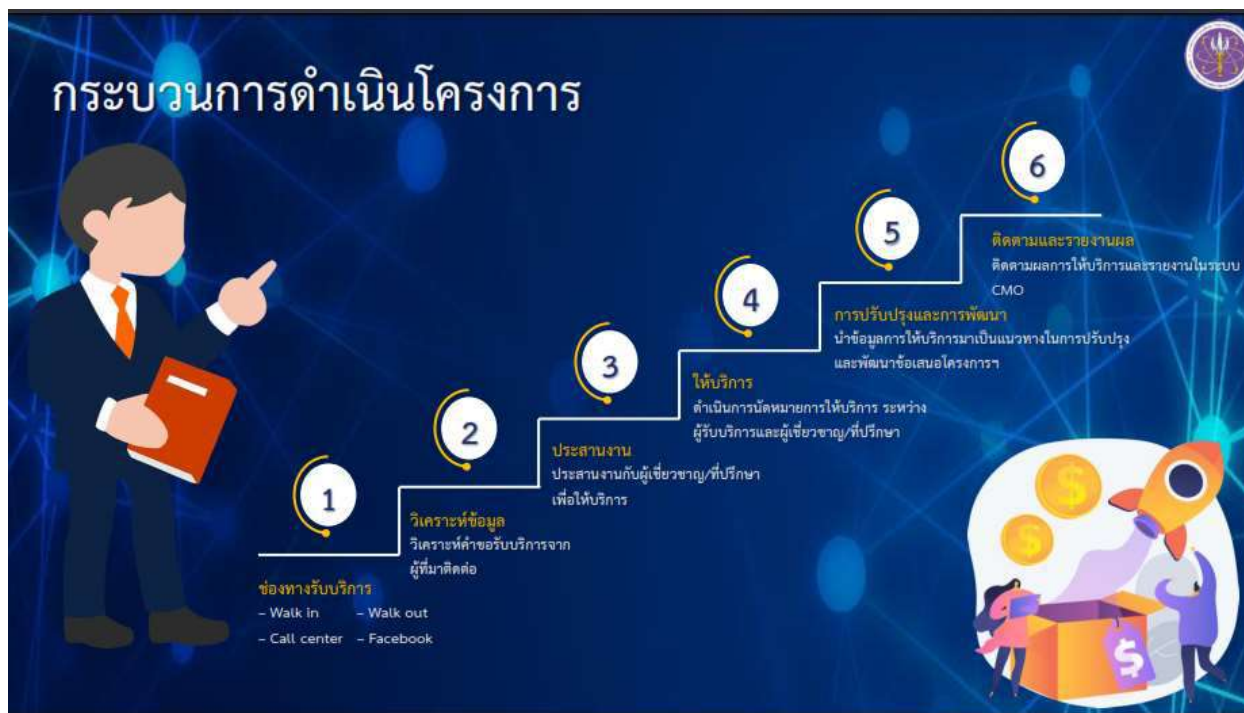 กระบวนการดำเนินโครงการ
1
ช่องทางรับบริการ
– Walk in – Walk out
– Call center – Facebook
2
วิเคราะห์ข้อมูล
วิเคราะห์คำขอรับบริการจาก
ผู้ที่มาติดต่อ
3
ประสานงาน
ประสานงานกับผู้เชี่ยวชาญ/ที่ปรึกษา
เพื่อให้บริการ
4
ให้บริการ
ดำเนินการนัดหมายการให้บริการ ระหว่าง
ผู้รับบริการและผู้เชี่ยวชาญ/ที่ปรึกษา
5
การปรับปรุงและการพัฒนา
นำข้อมูลการให้บริการมาเป็นแนวทางในการปรับปรุง
และพัฒนาข้อเสนอโครงการฯ
6
ติดตามและรายงานผล
ติดตามผลการให้บริการและรายงานในระบบ
CMO
$
$
$